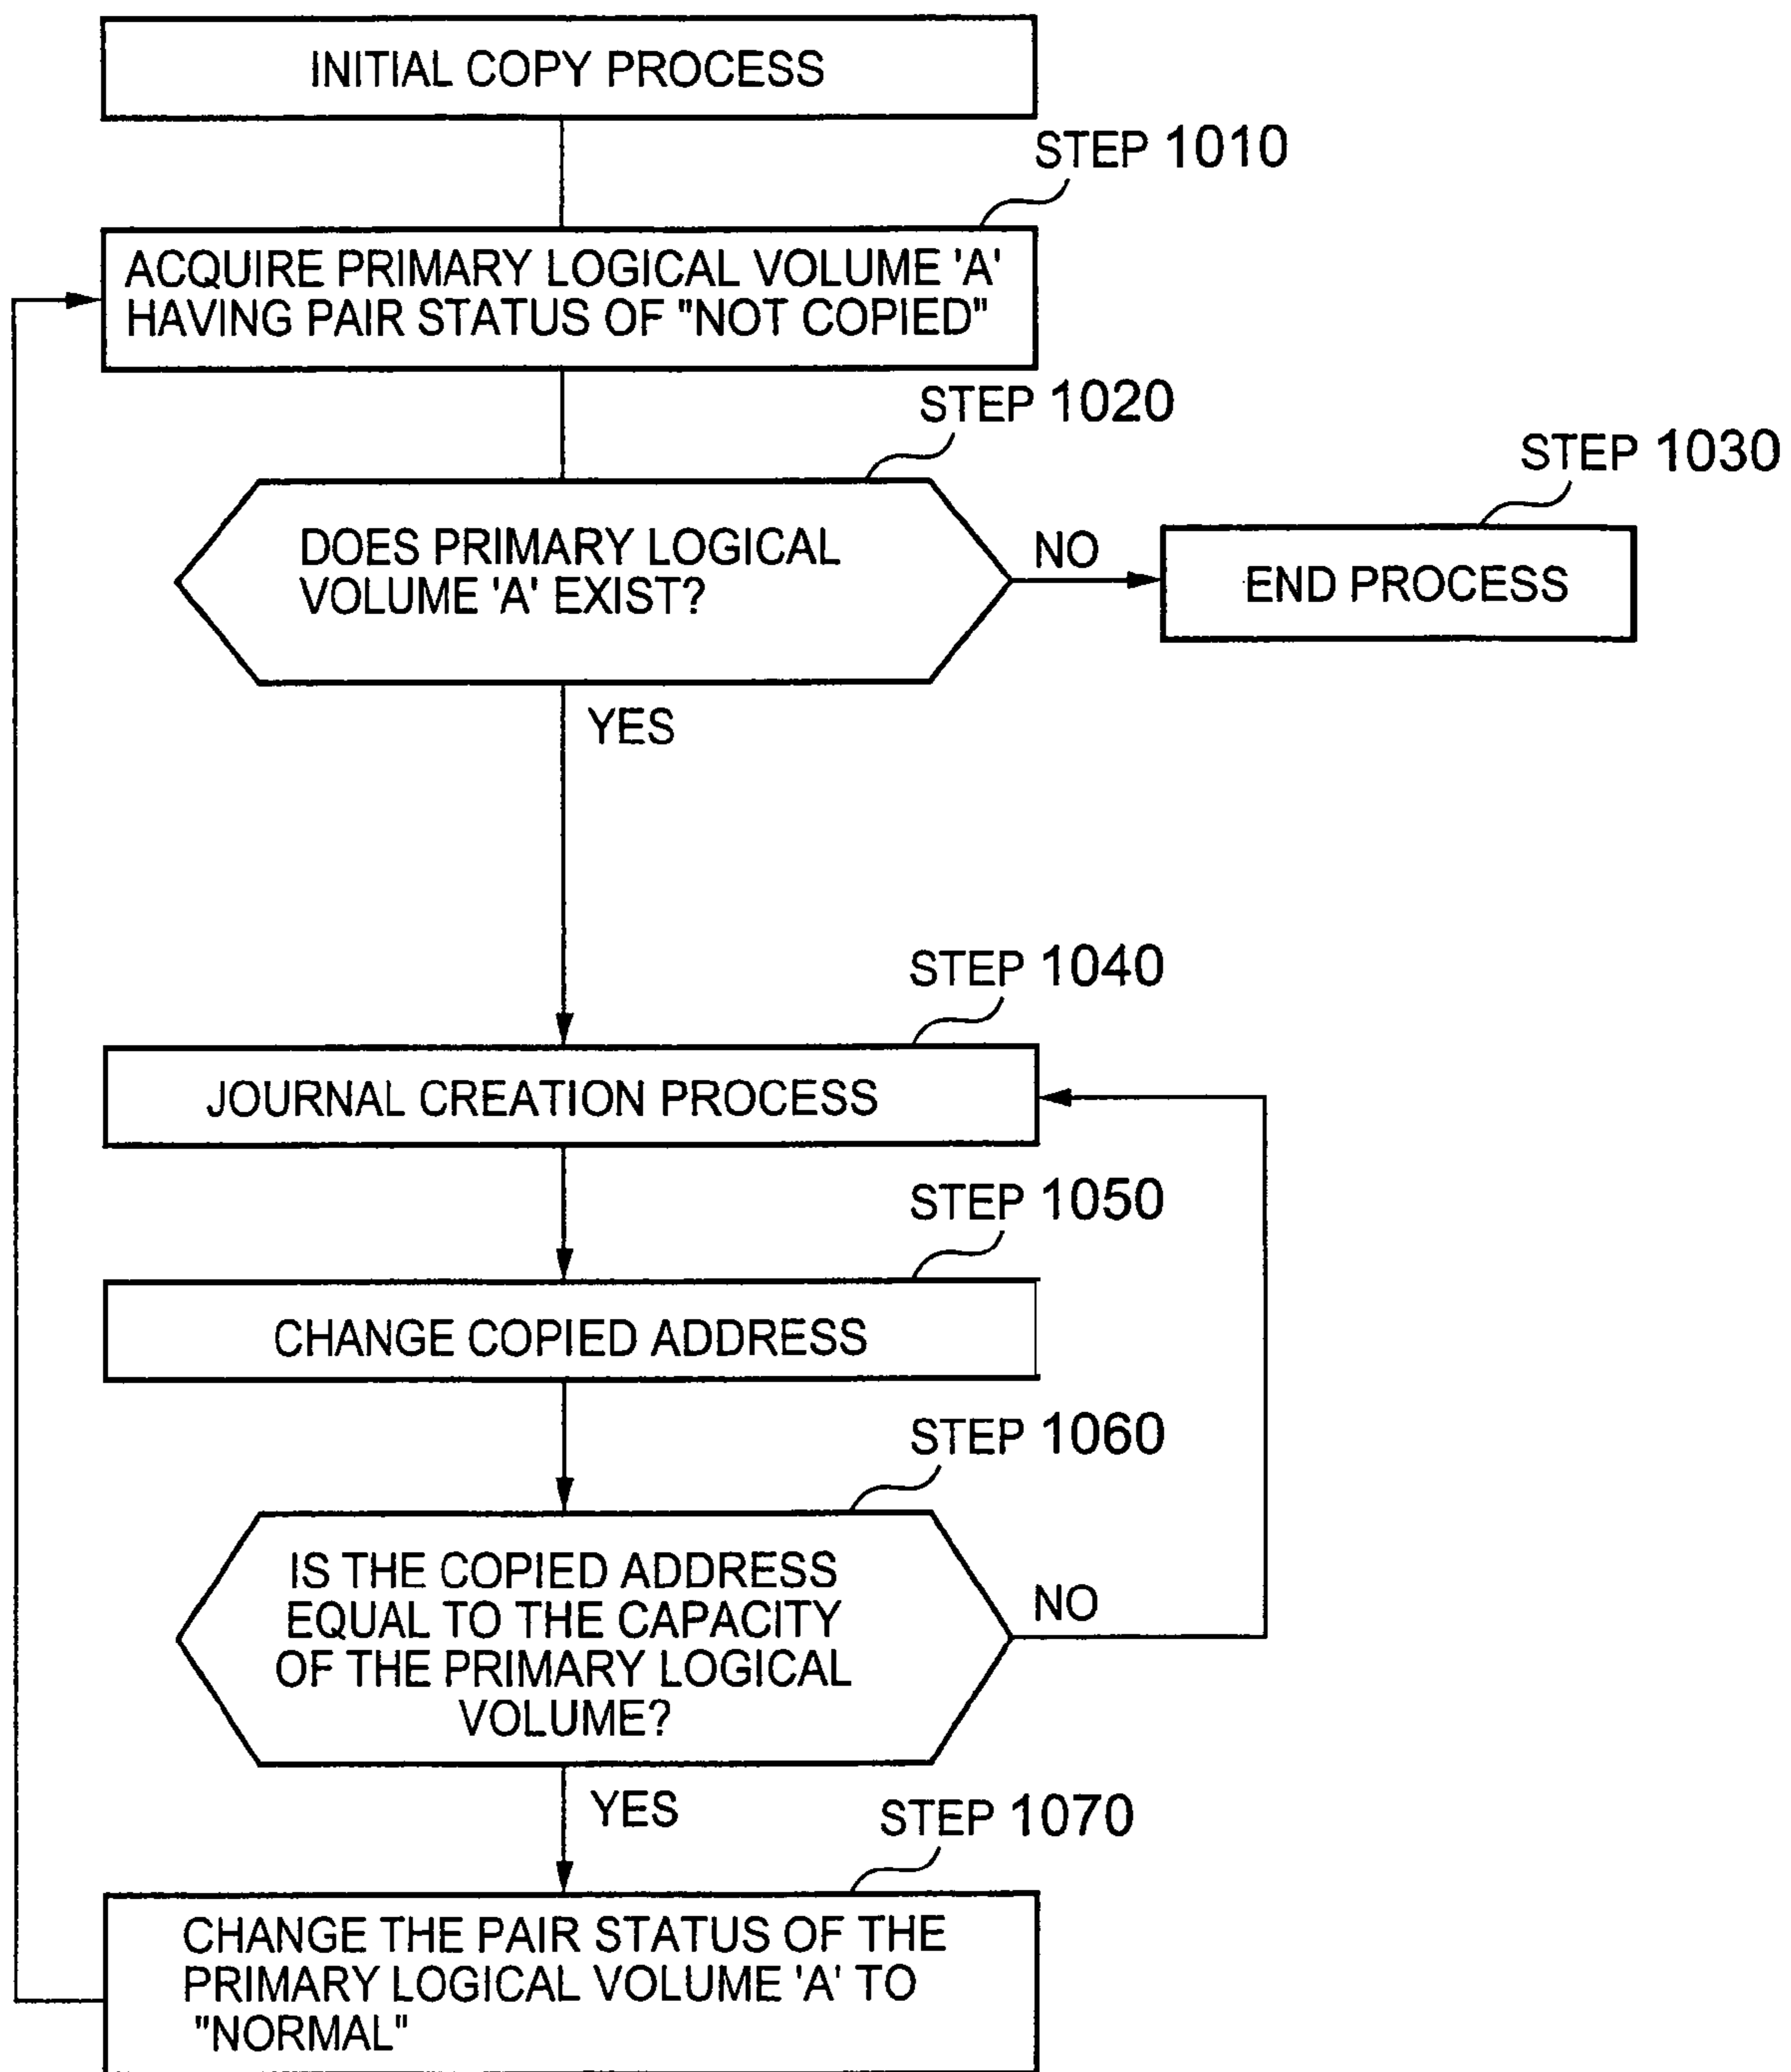 INITIAL COPY PROCESS
STEP 1010
ACQUIRE PRIMARY LOGICAL VOLUME 'A'
HAVING PAIR STATUS OF "NOT COPIED"
STEP 1020
STEP 1030
DOES PRIMARY LOGICAL
VOLUME 'A' EXIST?
NO
END PROCESS
YES
STEP 1040
JOURNAL CREATION PROCESS
STEP 1050
CHANGE COPIED ADDRESS
STEP 1060
IS THE COPIED ADDRESS
EQUAL TO THE CAPACITY
OF THE PRIMARY LOGICAL
VOLUME?
NO
YES
STEP 1070
CHANGE THE PAIR STATUS OF THE
PRIMARY LOGICAL VOLUME 'A' TO
"NORMAL"